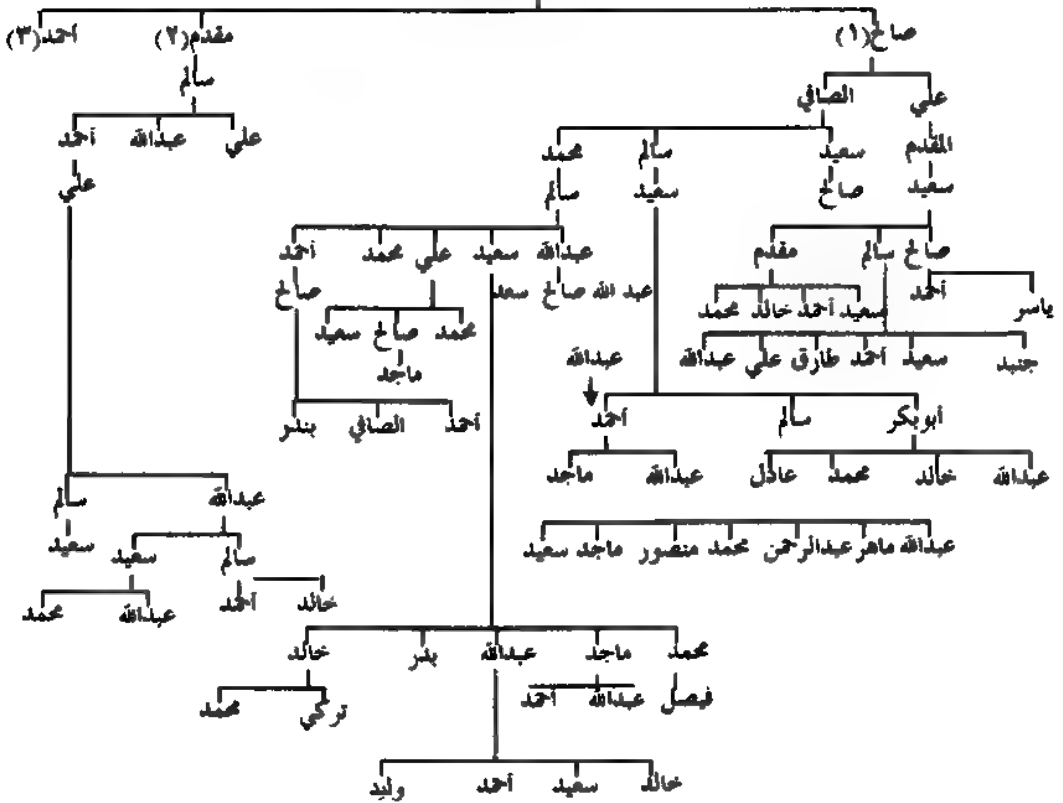 صالح(١) مقدم(٢) أحمد(٣)
سالم
علي الصافي
علي عبدالله أحمد
المقدم سعيد سالم محمد
سعيد صالح سعيد سالم علي
صالح سالم مقدم عبدالله سعيد علي محمد أحمد
ياسر أحمد سعيد أحمد خالد محمد عبد الله صالح سعد صالح
محمد صالح سعيد
جنيد سعيد أحمد طارق علي عبدالله عبدالله
ماجد
أبوبكر سالم أحمد أحمد الصافي بندر
عبدالله خالد محمد عادل عبدالله ماجد
عبدالله سالم
عبدالله ماهر عبدالرحمن محمد منصور ماجد سعيد سعيد
سالم سعيد
خالد أحمد عبدالله محمد
محمد ماجد عبدالله بدر خالد
فيصل عبدالله أحمد تركي محمد
خالد سعيد أحمد وليد